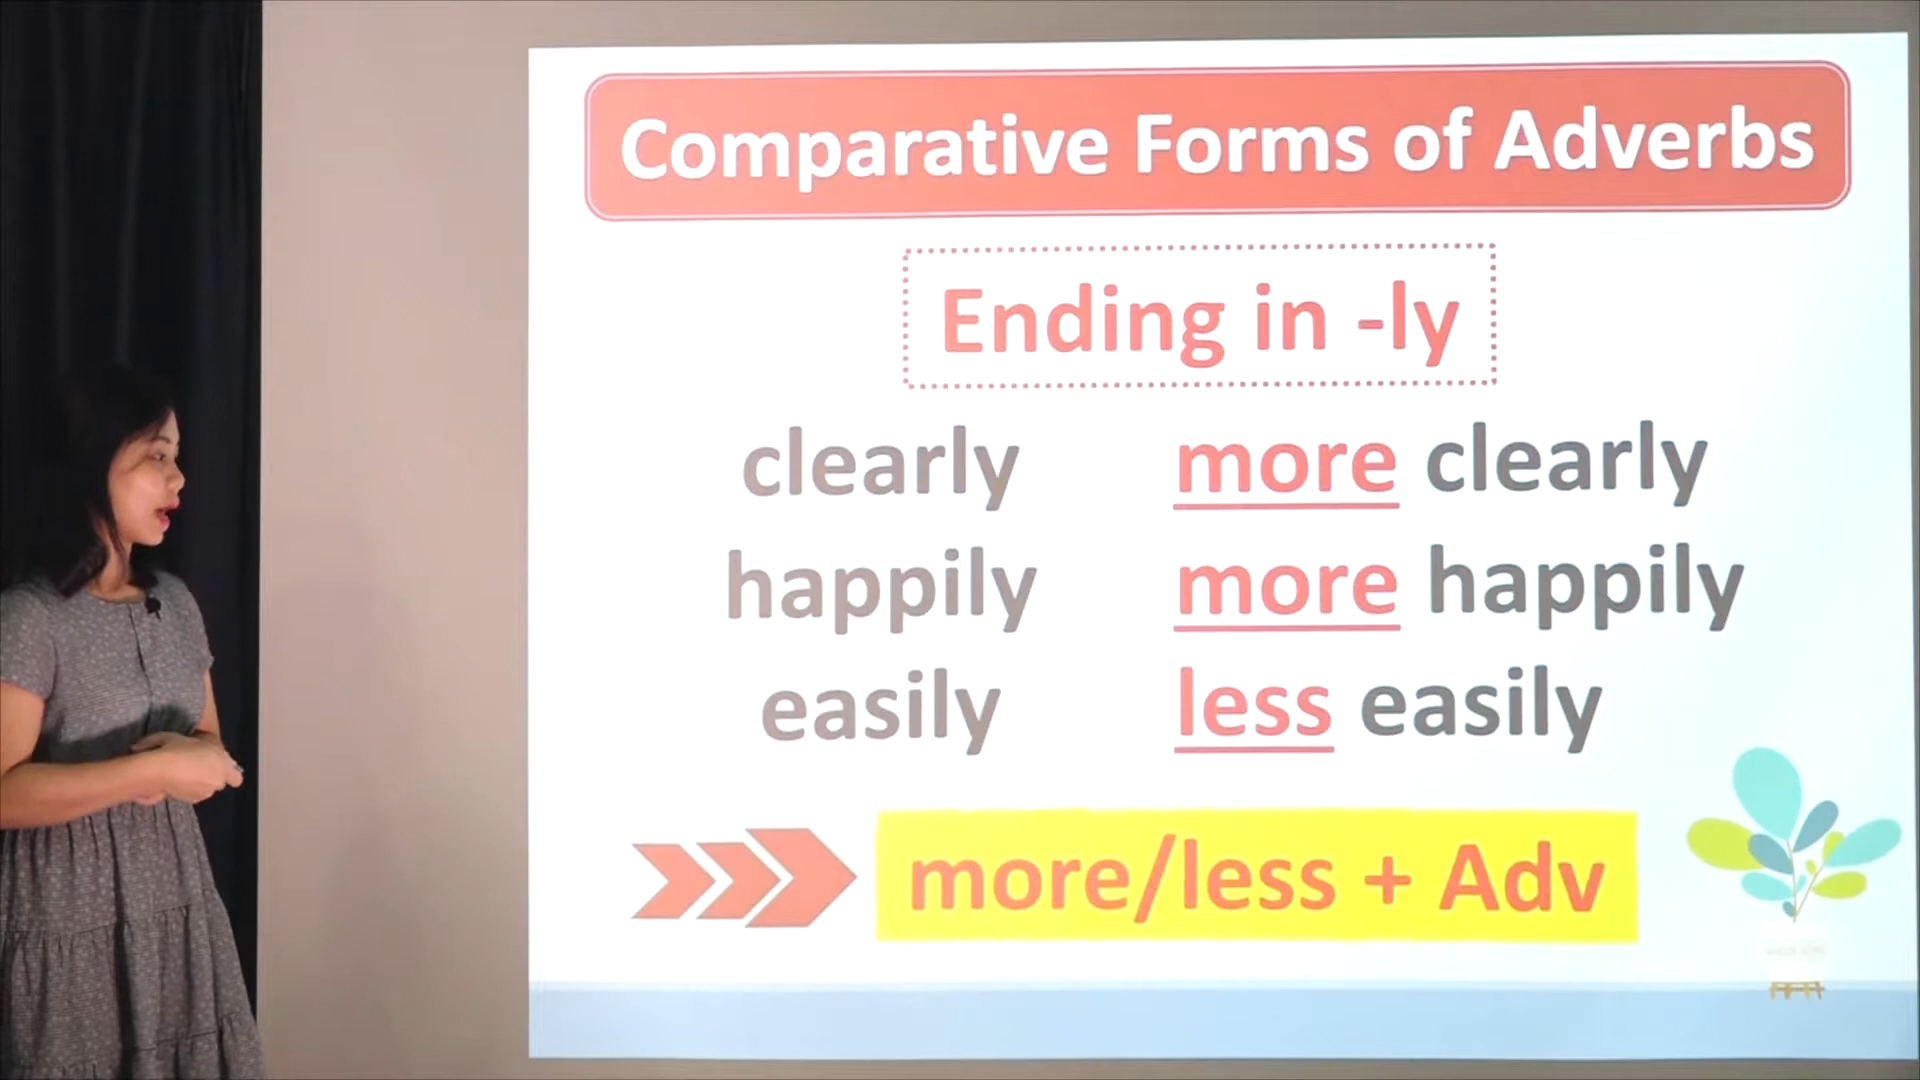 Comparative Forms of Adverbs
Ending in -ly
clearly more clearly
happily more happily
easily less easily
more/less + Adv